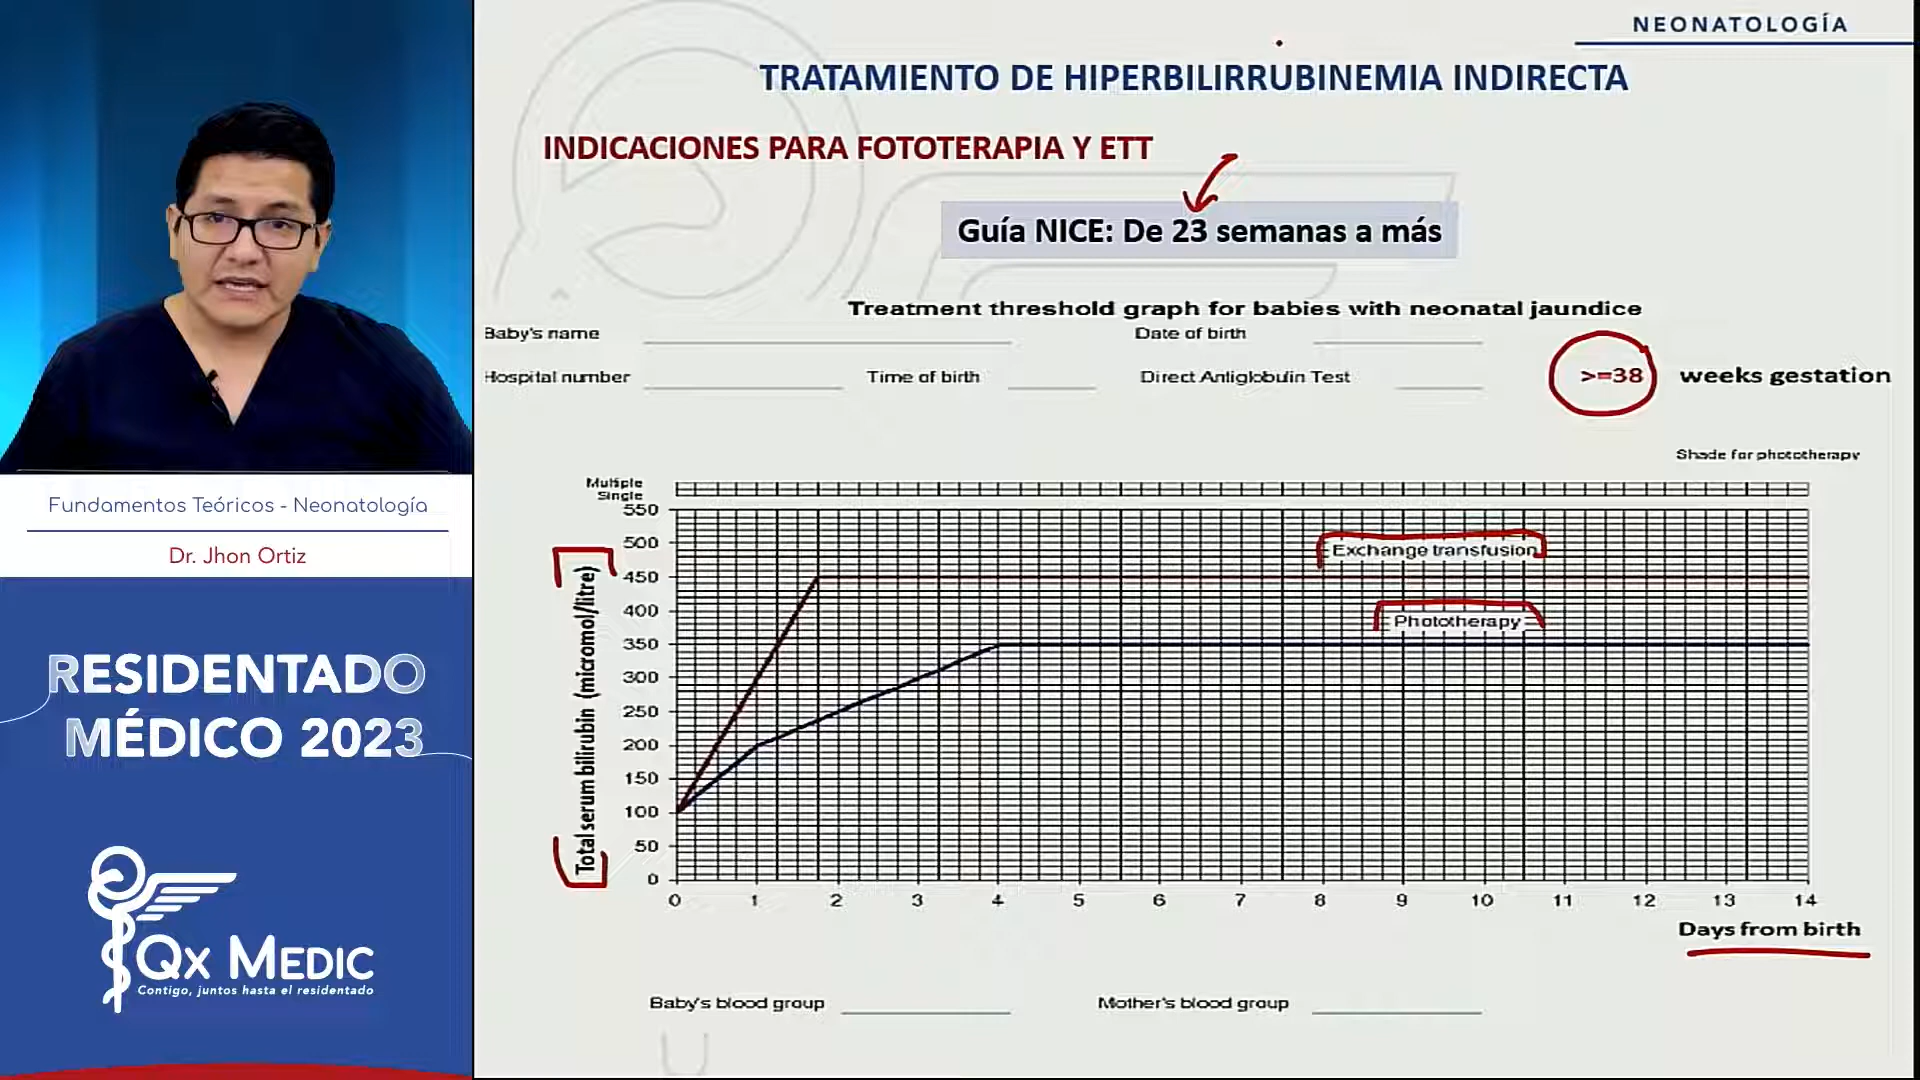 NEONATOLOGÍA
TRATAMIENTO DE HIPERBILIRRUBINEMIA INDIRECTA
INDICACIONES PARA FOTOTERAPIA Y ETT
Guía NICE: De 23 semanas a más
Treatment threshold graph for babies with neonatal jaundice
Baby's name Date of birth
Hospital number Time of birth Direct Antiglobulin Test >=38 weeks gestation
Shade for phototherapy
Multiple
Single
550
500
450
400
350
300
250
200
150
100
50
0
Total serum bilirubin (micromol/litre)
Exchange transfusion
Phototherapy
0 1 2 3 4 5 6 7 8 9 10 11 12 13 14
Days from birth
Baby's blood group Mother's blood group
Fundamentos Teóricos - Neonatología
Dr. Jhon Ortiz
RESIDENTADO
MÉDICO 2023
QX MEDIC
Contigo, juntos hasta el residentado